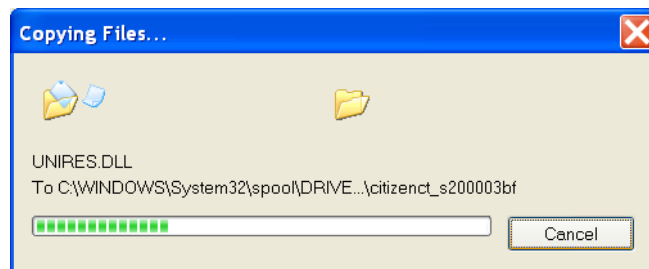 Copying Files...
UNIRES.DLL
To C:\WINDOWS\System32\spool\DRIVE...\citizenct_s200003bf
Cancel